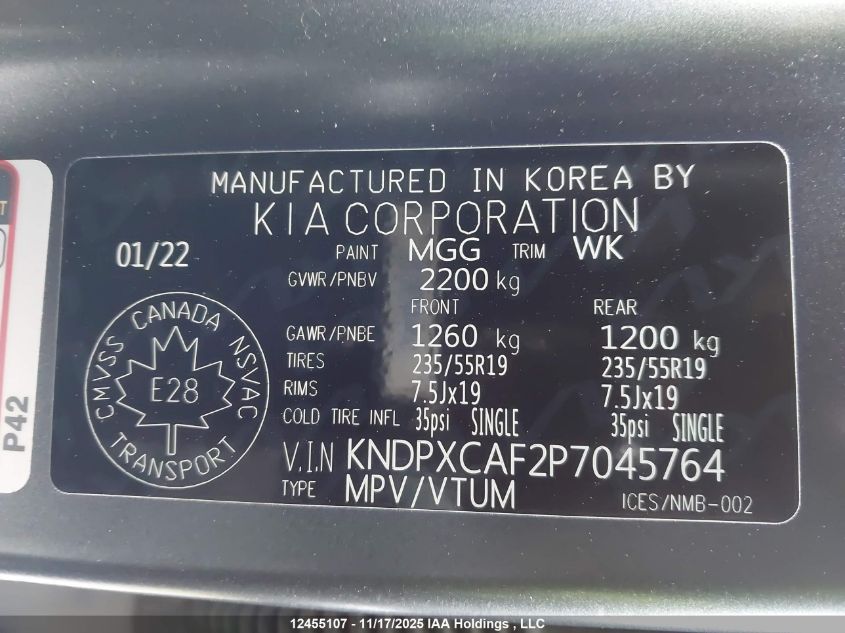 MANUFACTURED IN KOREA BY
KIA CORPORATION
01/22 PAINT MGG TRIM WK
GVWR/PNBV 2200 kg
FRONT REAR
GAWR/PNBE 1260 kg 1200 kg
TIRES 235/55R19 235/55R19
RIMS 7.5Jx19 7.5Jx19
COLD TIRE INFL 35psi SINGLE 35psi SINGLE
V.I.N KNDPXCAF2P7045764
TYPE MPV/VTUM ICES/NMB-002
CANADA
CMVSS NSVAC
E28
TRANSPORT
P42
12455107 - 11/17/2025 IAA Holdings , LLC